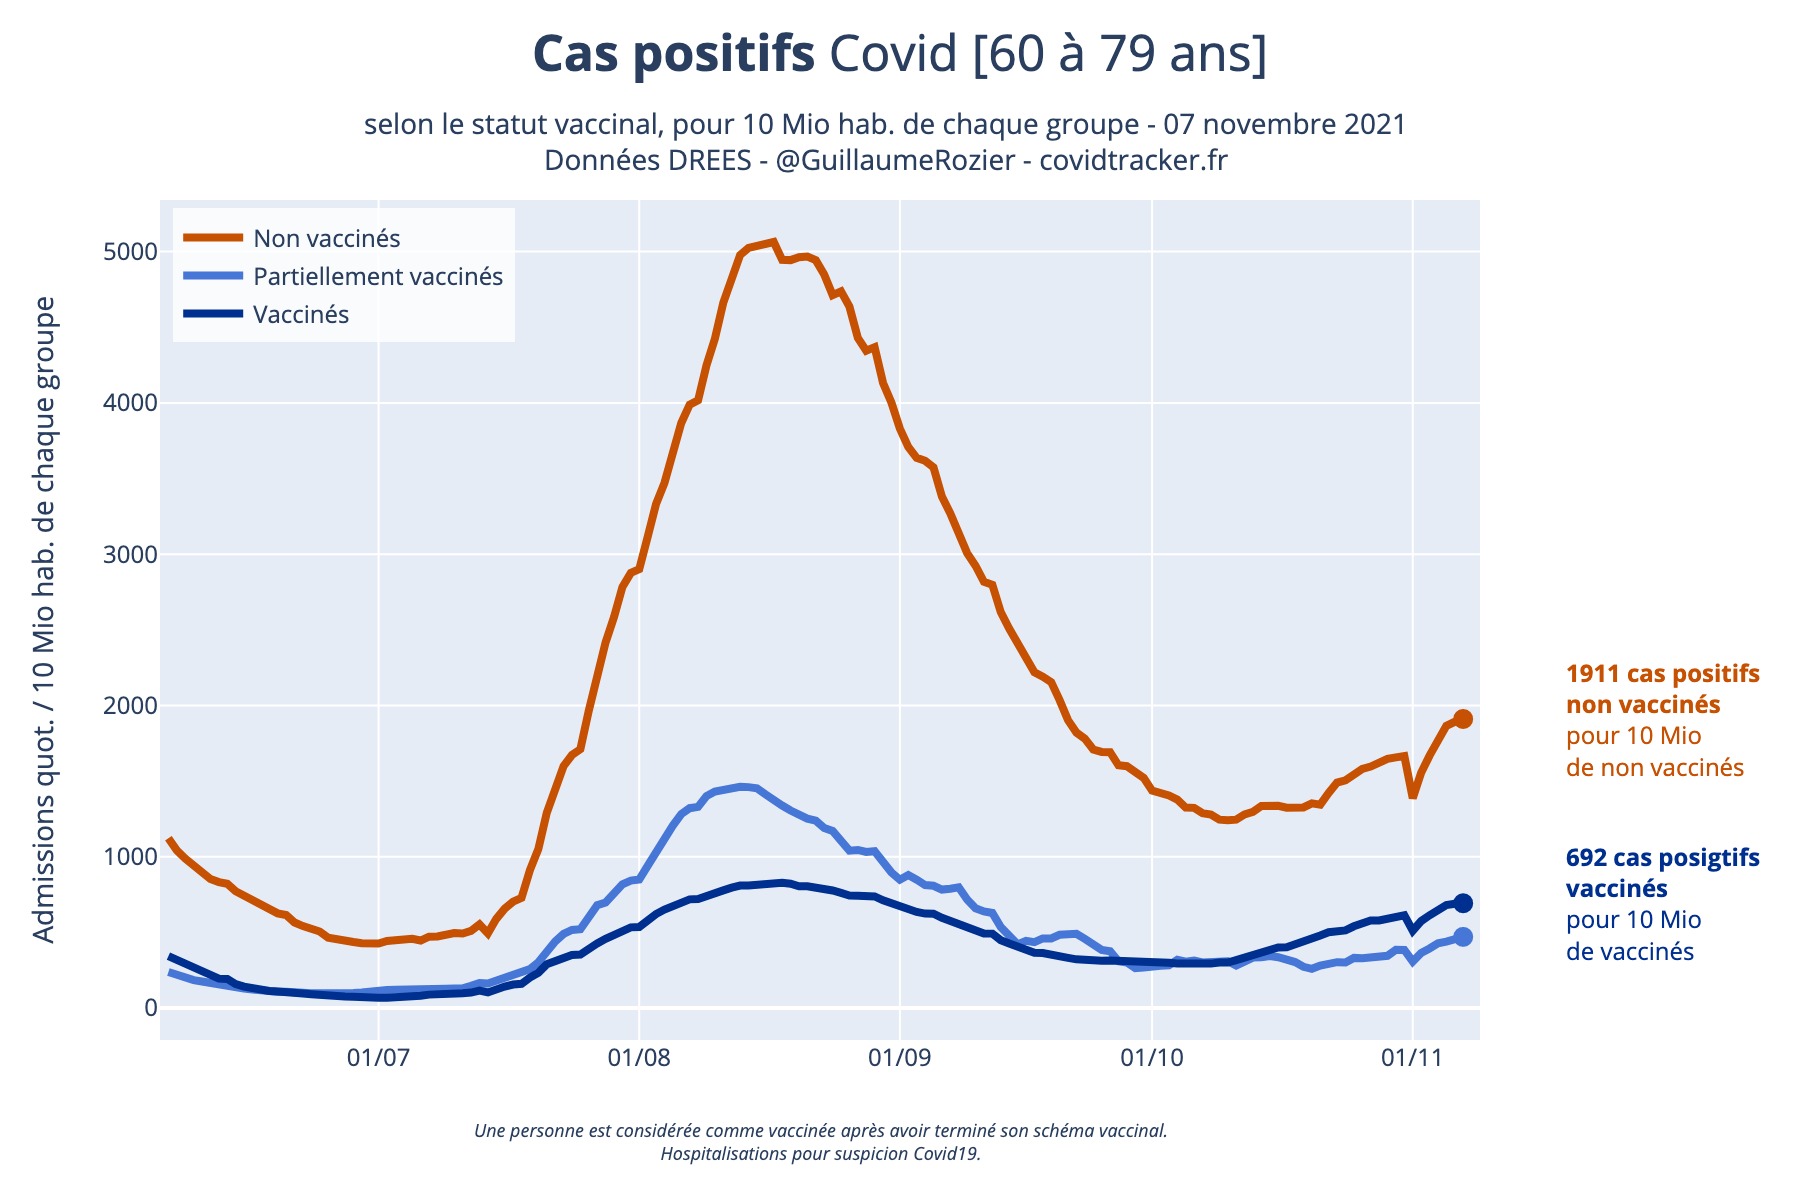 Cas positifs Covid [60 à 79 ans]
selon le statut vaccinal, pour 10 Mio hab. de chaque groupe - 07 novembre 2021
Données DREES - @GuillaumeRozier - covidtracker.fr
Non vaccinés
Partiellement vaccinés
Vaccinés
Admissions quot. / 10 Mio hab. de chaque groupe
5000
4000
3000
2000
1000
0
01/07
01/08
01/09
01/10
01/11
1911 cas positifs
non vaccinés
pour 10 Mio
de non vaccinés
692 cas posigtifs
vaccinés
pour 10 Mio
de vaccinés
Une personne est considérée comme vaccinée après avoir terminé son schéma vaccinal.
Hospitalisations pour suspicion Covid19.